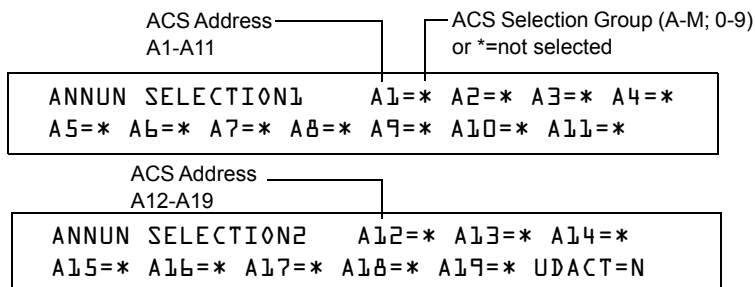 ACS Address
A1-A11
ACS Selection Group (A-M; 0-9)
or *=not selected
ANNUN SELECTION1 A1=* A2=* A3=* A4=*
A5=* A6=* A7=* A8=* A9=* A10=* A11=*
ACS Address
A12-A19
ANNUN SELECTION2 A12=* A13=* A14=*
A15=* A16=* A17=* A18=* A19=* UDACT=N